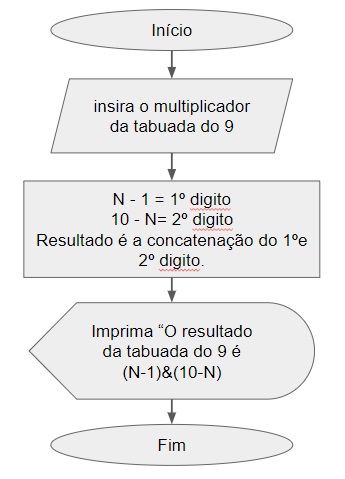 Início
insira o multiplicador
da tabuada do 9
N - 1 = 1º digito
10 - N= 2º digito
Resultado é a concatenação do 1ºe
2º digito.
Imprima “O resultado
da tabuada do 9 é
(N-1)&(10-N)
Fim